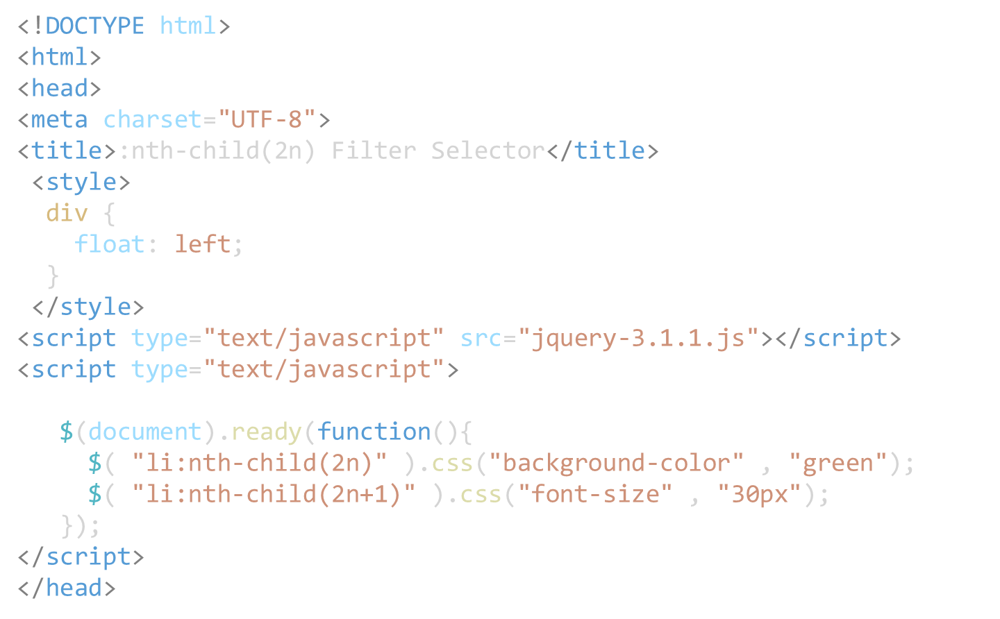 <!DOCTYPE html>
<html>
<head>
<meta charset="UTF-8">
<title>:nth-child(2n) Filter Selector</title>
 <style>
  div {
    float: left;
  }
 </style>
<script type="text/javascript" src="jquery-3.1.1.js"></script>
<script type="text/javascript">
   $(document).ready(function(){
     $( "li:nth-child(2n)" ).css("background-color" , "green");
     $( "li:nth-child(2n+1)" ).css("font-size" , "30px");
   });
</script>
</head>